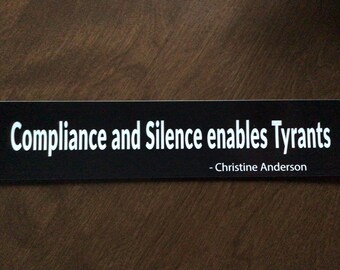 Compliance and Silence enables Tyrants
- Christine Anderson